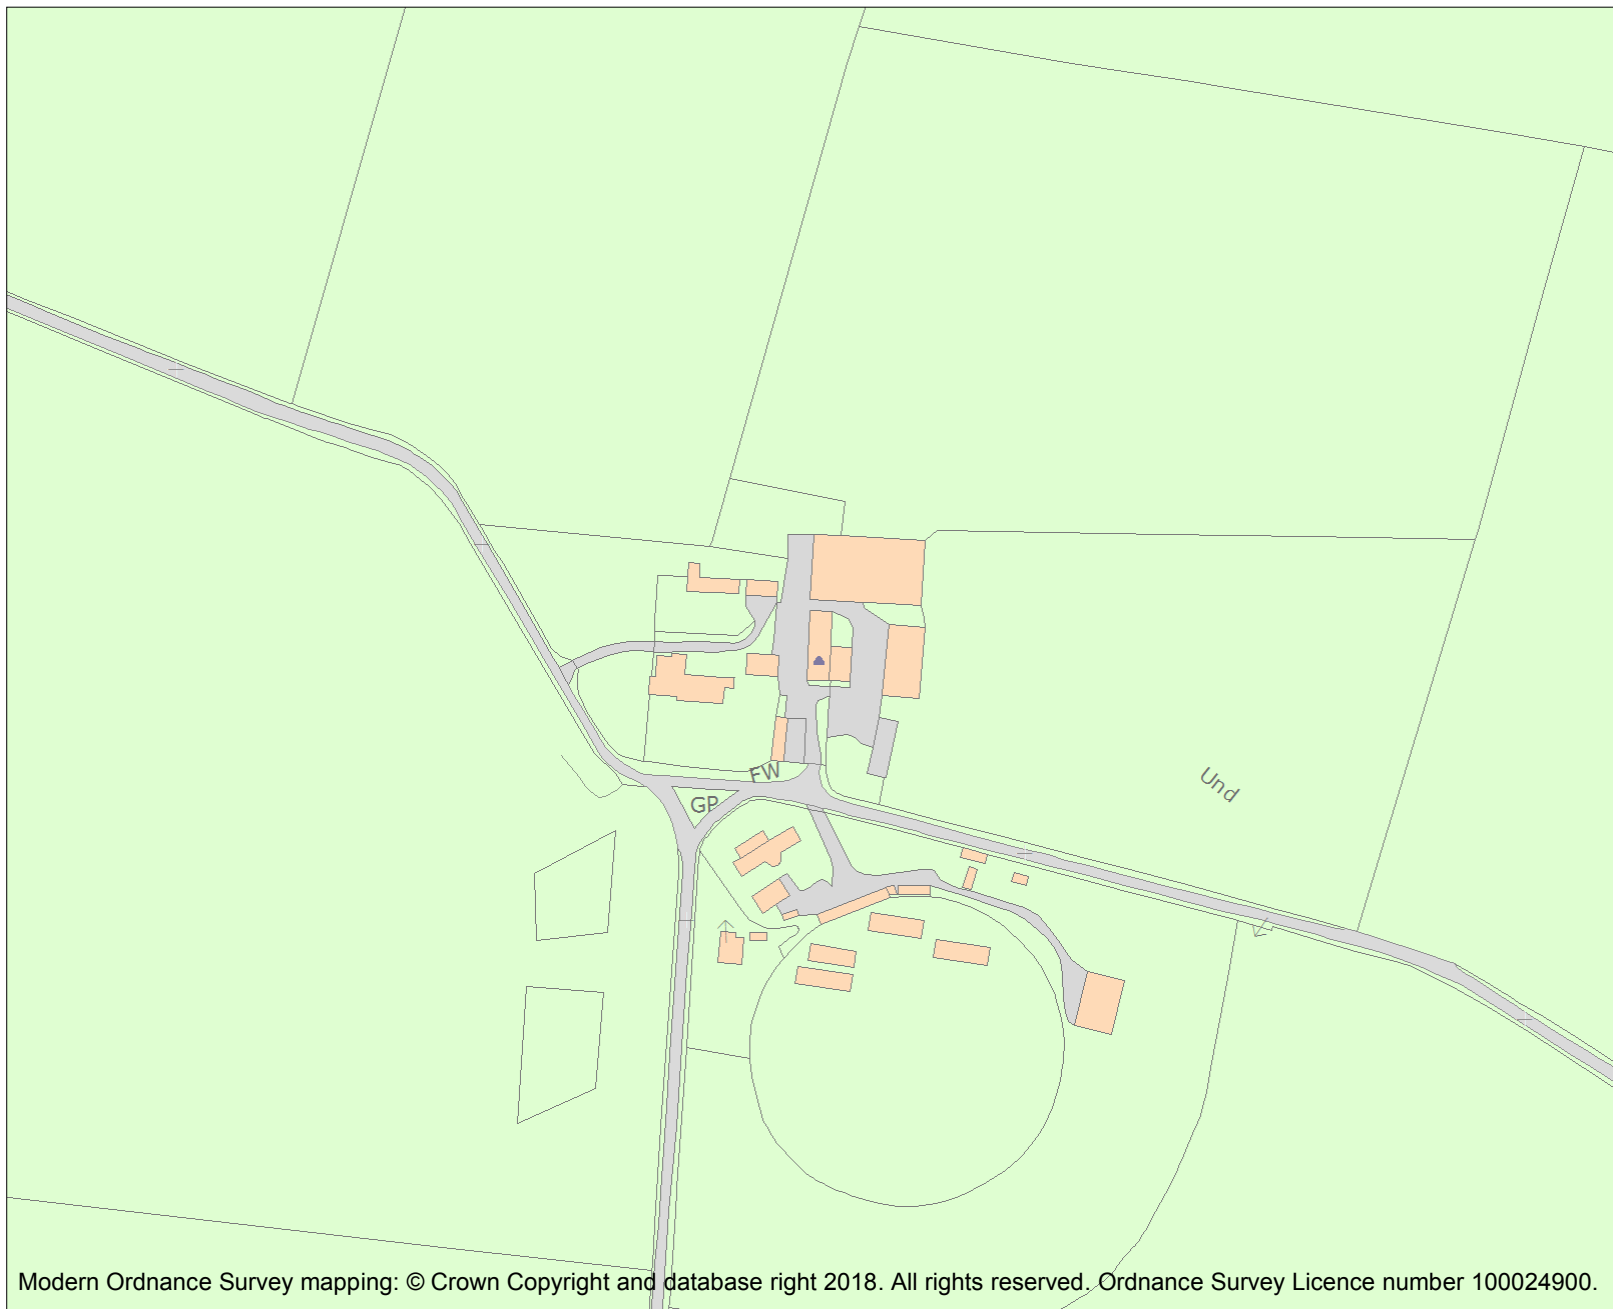 FW
GP
Und
Modern Ordnance Survey mapping: © Crown Copyright and database right 2018. All rights reserved. Ordnance Survey Licence number 100024900.